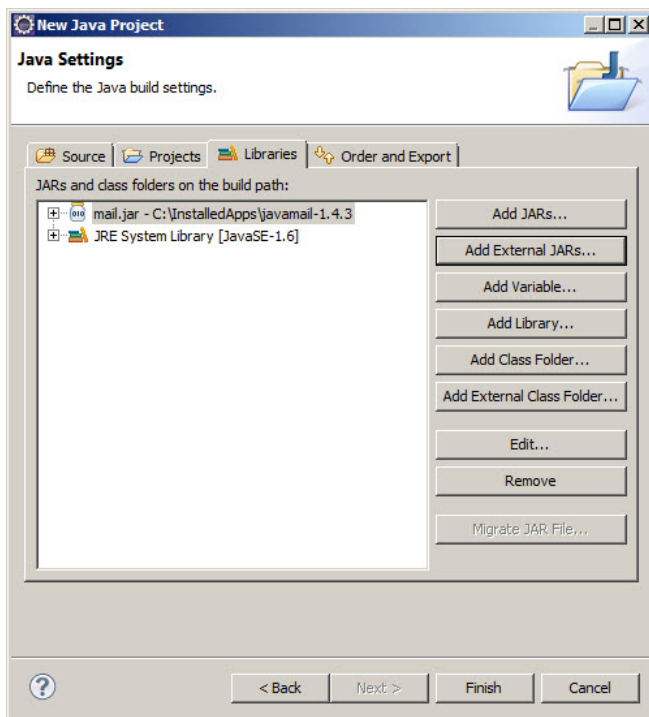 New Java Project
Java Settings
Define the Java build settings.
Source
Projects
Libraries
Order and Export
JARs and class folders on the build path:
mail.jar - C:\InstalledApps\javamail-1.4.3
JRE System Library [JavaSE-1.6]
Add JARs...
Add External JARs...
Add Variable...
Add Library...
Add Class Folder...
Add External Class Folder...
Edit...
Remove
Migrate JAR File...
?
< Back
Next >
Finish
Cancel